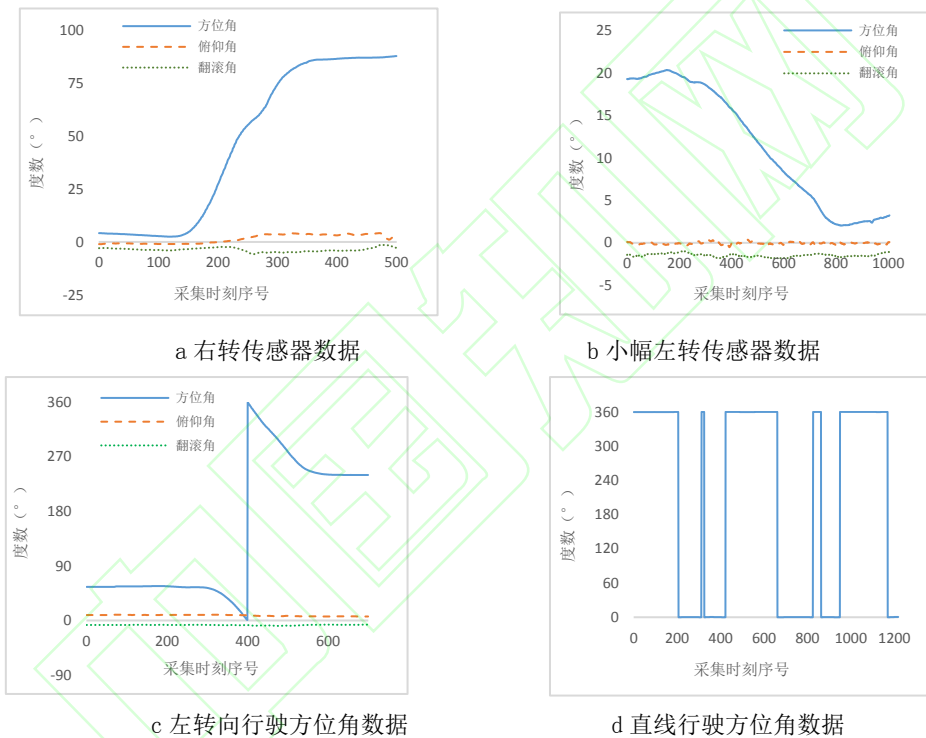 100
75
50
25
0
-25
度数（°）
方位角
俯仰角
翻滚角
0 100 200 300 400 500
采集时刻序号
a 右转传感器数据
25
20
15
10
5
0
-5
度数（°）
方位角
俯仰角
翻滚角
0 200 400 600 800 1000
采集时刻序号
b 小幅左转传感器数据
360
270
180
90
0
-90
度数（°）
方位角
俯仰角
翻滚角
0 200 400 600
采集时刻序号
c 左转向行驶方位角数据
360
300
240
180
120
60
0
度数（°）
0 200 400 600 800 1000 1200
采集时刻序号
d 直线行驶方位角数据